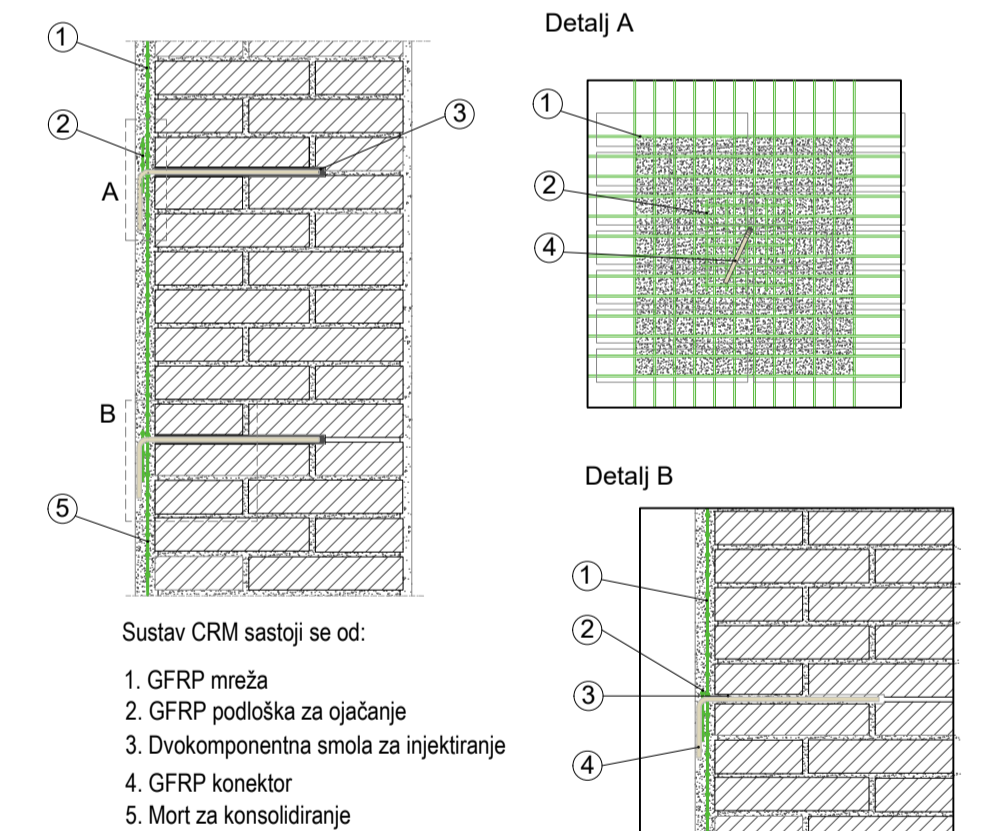 1
2
3
A
B
5
Sustav CRM sastoji se od:
1. GFRP mreža
2. GFRP podloška za ojačanje
3. Dvokomponentna smola za injektiranje
4. GFRP konektor
5. Mort za konsolidiranje
Detalj A
1
2
4
Detalj B
1
2
3
4